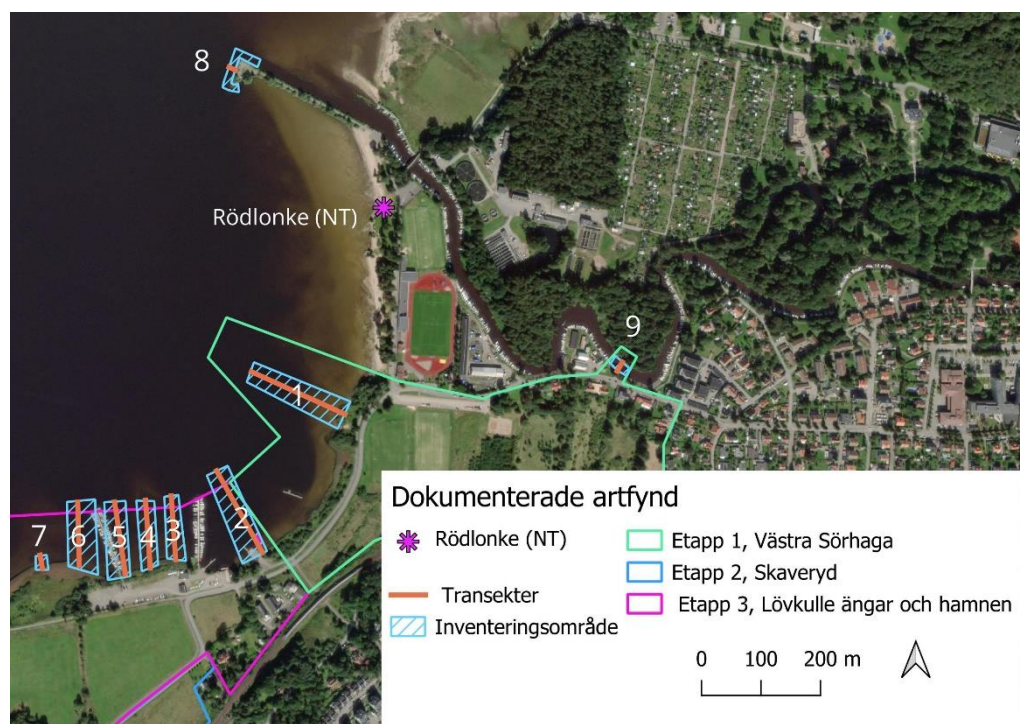 8
Rödlonke (NT)
9
1
2
3
4
5
6
7
Dokumenterade artfynd
Rödlonke (NT)
Transekter
Inventeringsområde
Etapp 1, Västra Sörhaga
Etapp 2, Skaveryd
Etapp 3, Lövkulle ängar och hamnen
0 100 200 m